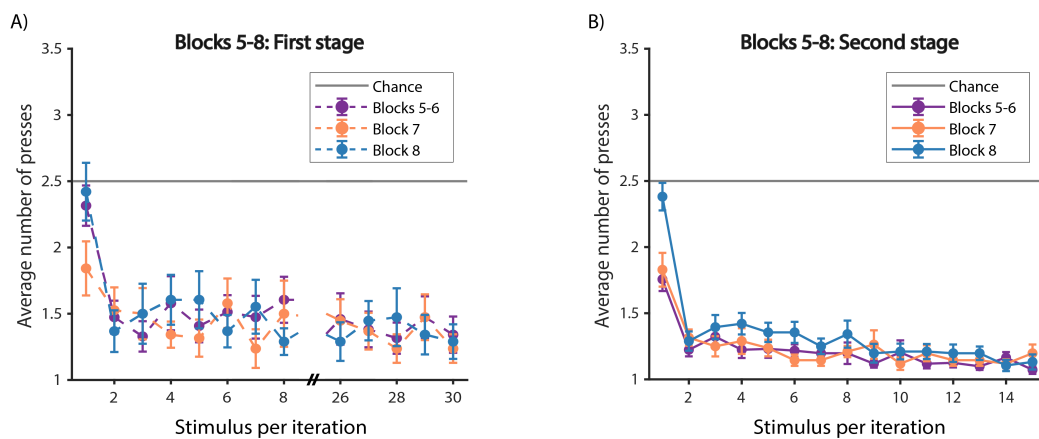 A)
Blocks 5-8: First stage
3.5
3
2.5
2
1.5
1
Average number of presses
Chance
Blocks 5-6
Block 7
Block 8
2 4 6 8 26 28 30
Stimulus per iteration
B)
Blocks 5-8: Second stage
3.5
3
2.5
2
1.5
1
Average number of presses
Chance
Blocks 5-6
Block 7
Block 8
2 4 6 8 10 12 14
Stimulus per iteration